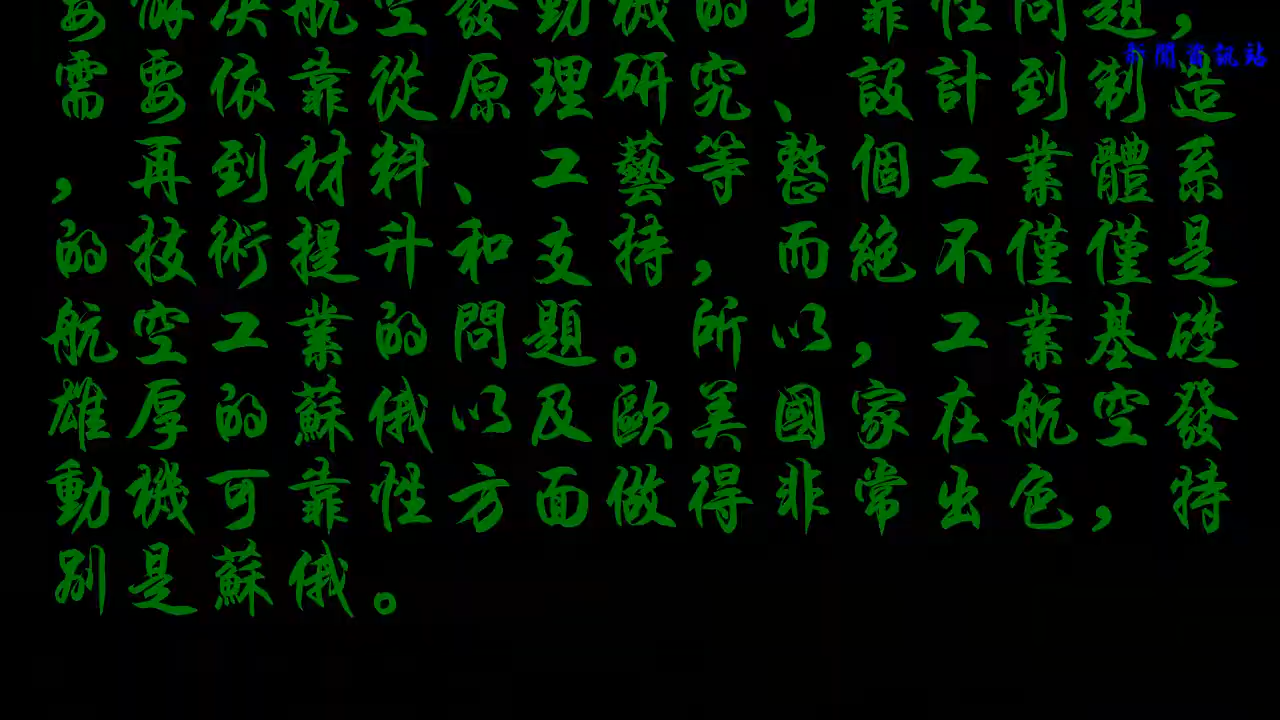 要解决航空發動機的可靠性問題，
新聞資訊站
需要依靠從原理研究、設計到制造
，再到材料、工藝等整個工業體系
的技術提升和支持，而絕不僅僅是
航空工業的問題。所以，工業基礎
雄厚的蘇俄以及歐美國家在航空發
動機可靠性方面做得非常出色，特
別是蘇俄。